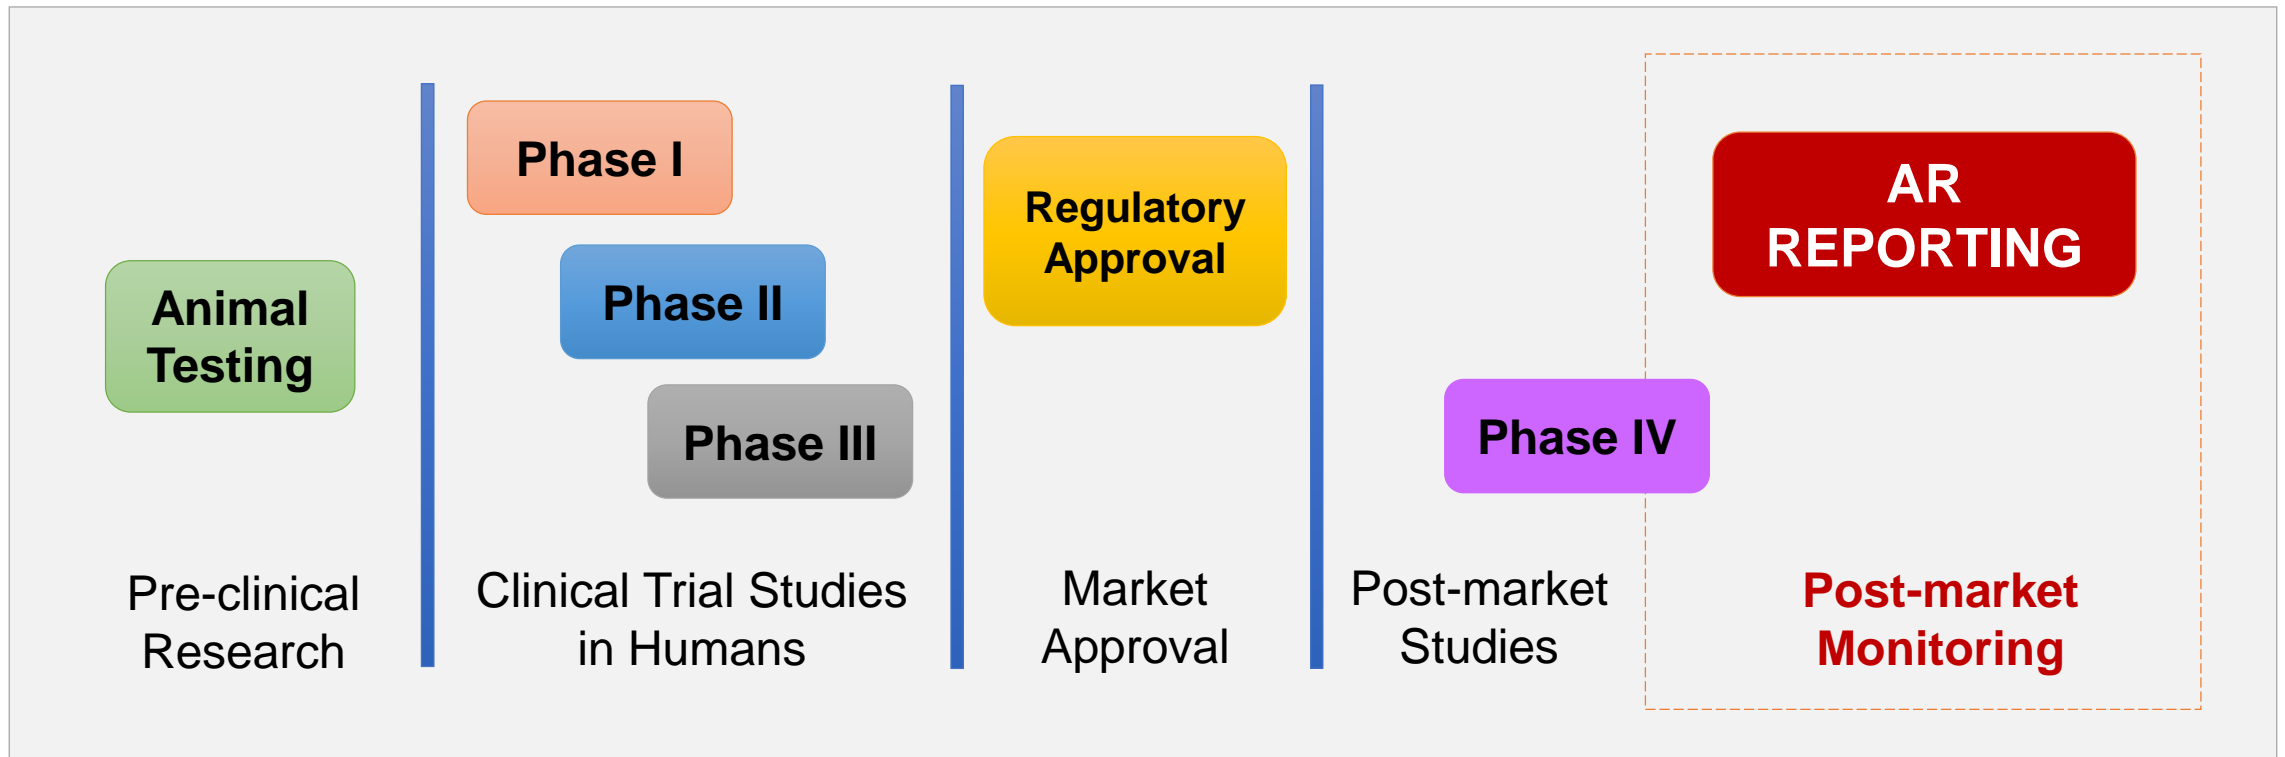 Animal
Testing
Pre-clinical
Research
Phase I
Phase II
Phase III
Clinical Trial Studies
in Humans
Regulatory
Approval
Market
Approval
Phase IV
Post-market
Studies
AR
REPORTING
Post-market
Monitoring